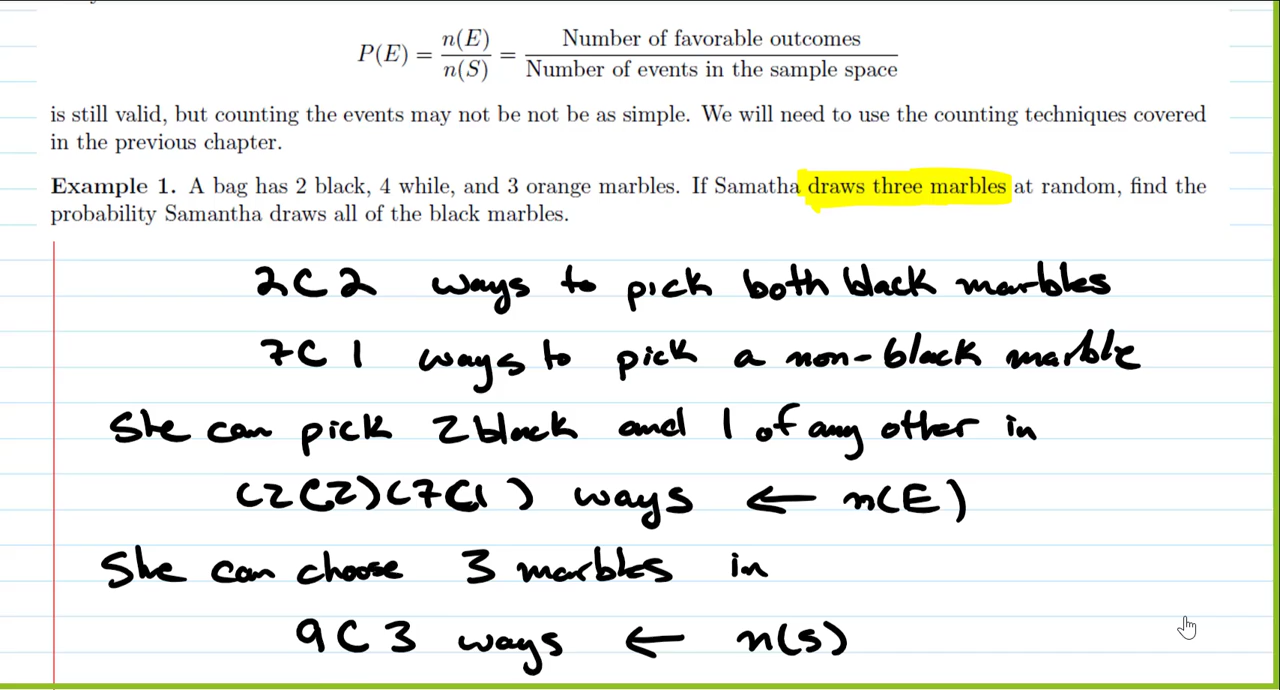 P(E) = n(E)/n(S) = Number of favorable outcomes/Number of events in the sample space
is still valid, but counting the events may not be not be as simple. We will need to use the counting techniques covered
in the previous chapter.
Example 1. A bag has 2 black, 4 while, and 3 orange marbles. If Samatha draws three marbles at random, find the
probability Samantha draws all of the black marbles.
2C2 ways to pick both black marbles
7C1 ways to pick a non-black marble
She can pick 2 black and 1 of any other in
(2C2)(7C1) ways ← n(E)
She can choose 3 marbles in
9C3 ways ← n(S)